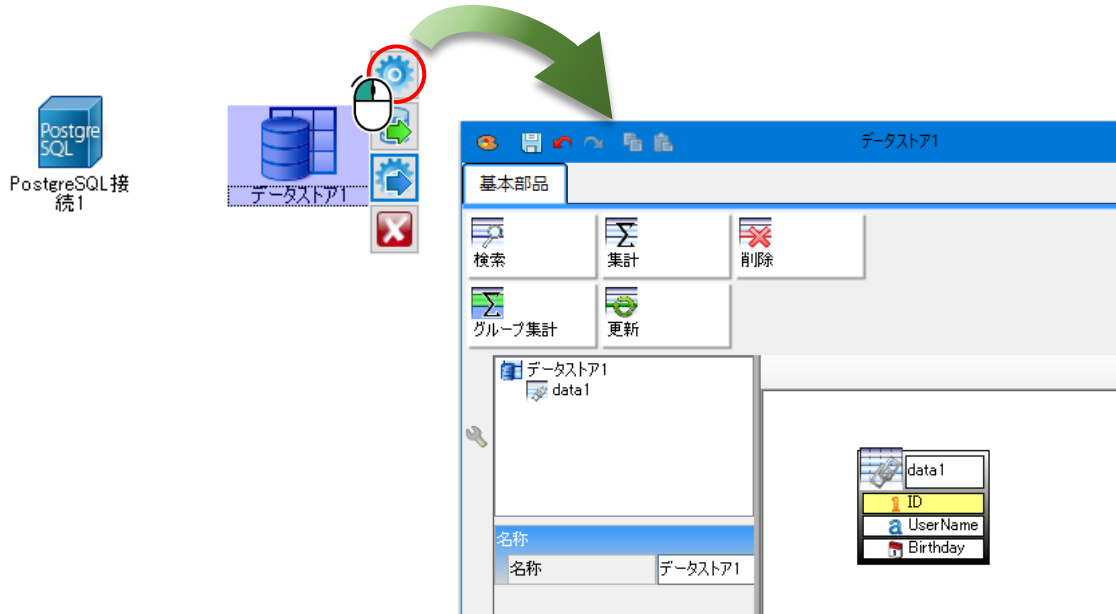 Postgre
SQL
PostgreSQL接
続1
データストア1
データストア1
基本部品
検索
集計
削除
グループ集計
更新
データストア1
data1
data1
1 ID
a UserName
Birthday
名称
名称
データストア1